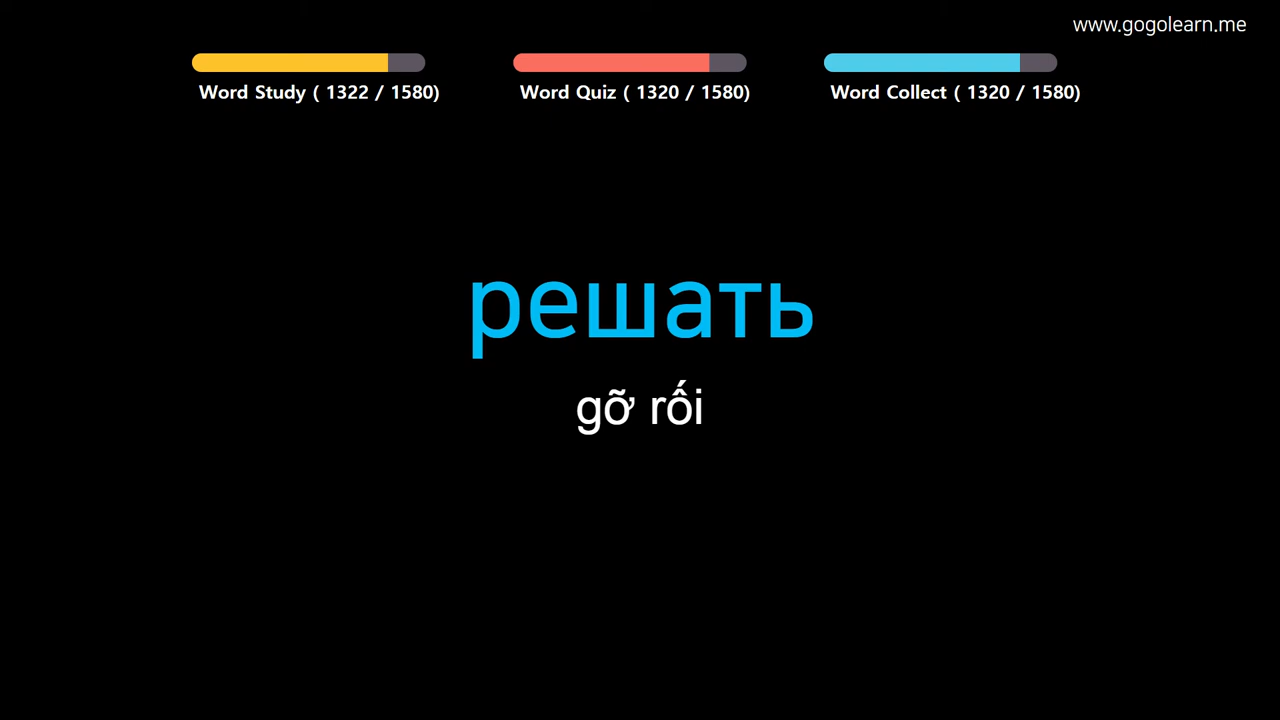 www.gogolearn.me
Word Study ( 1322 / 1580)
Word Quiz ( 1320 / 1580)
Word Collect ( 1320 / 1580)
решать
gỡ rối